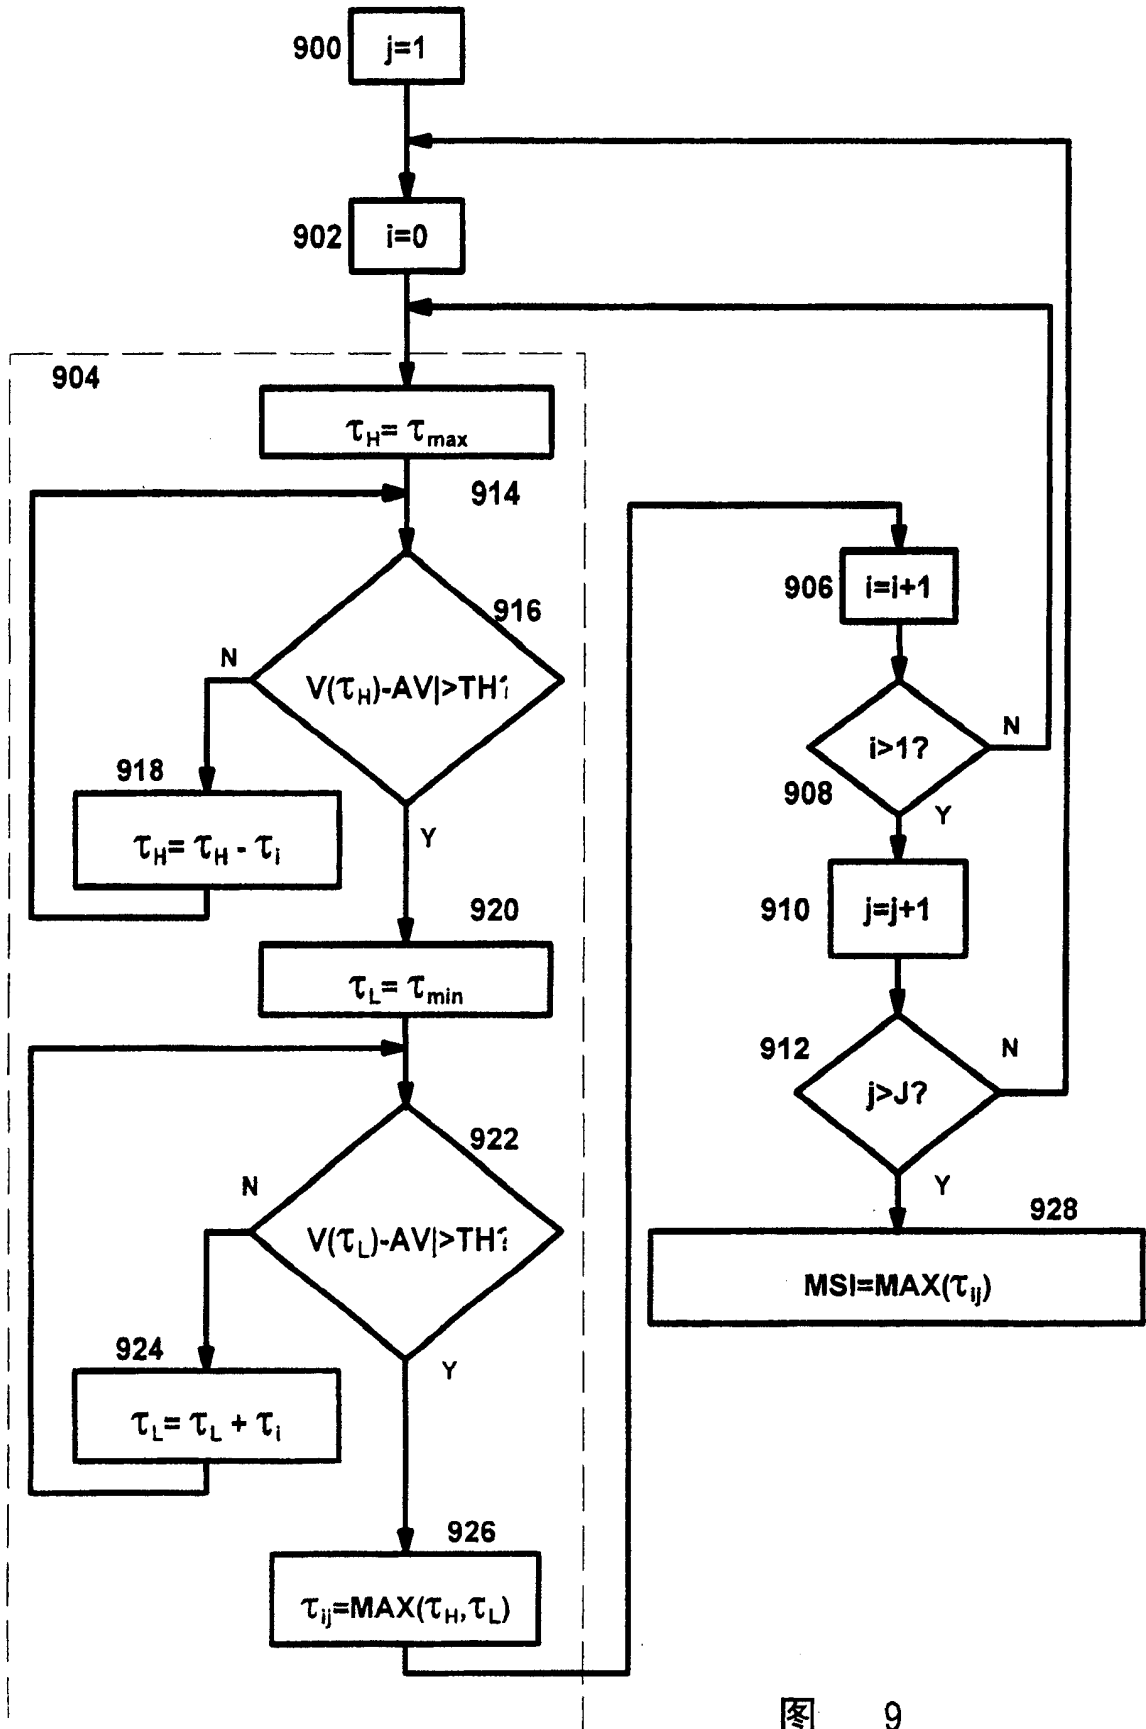 900
j=1
902
i=0
904
τH= τmax
914
916
N
V(τH)-AV|>TH?
918
τH= τH - τi
Y
920
τL= τmin
922
N
V(τL)-AV|>TH?
924
τL= τL + τi
Y
926
τij=MAX(τH,τL)
906
i=i+1
N
i>1?
908
Y
910
j=j+1
912
N
j>J?
Y
928
MSI=MAX(τij)
图 9